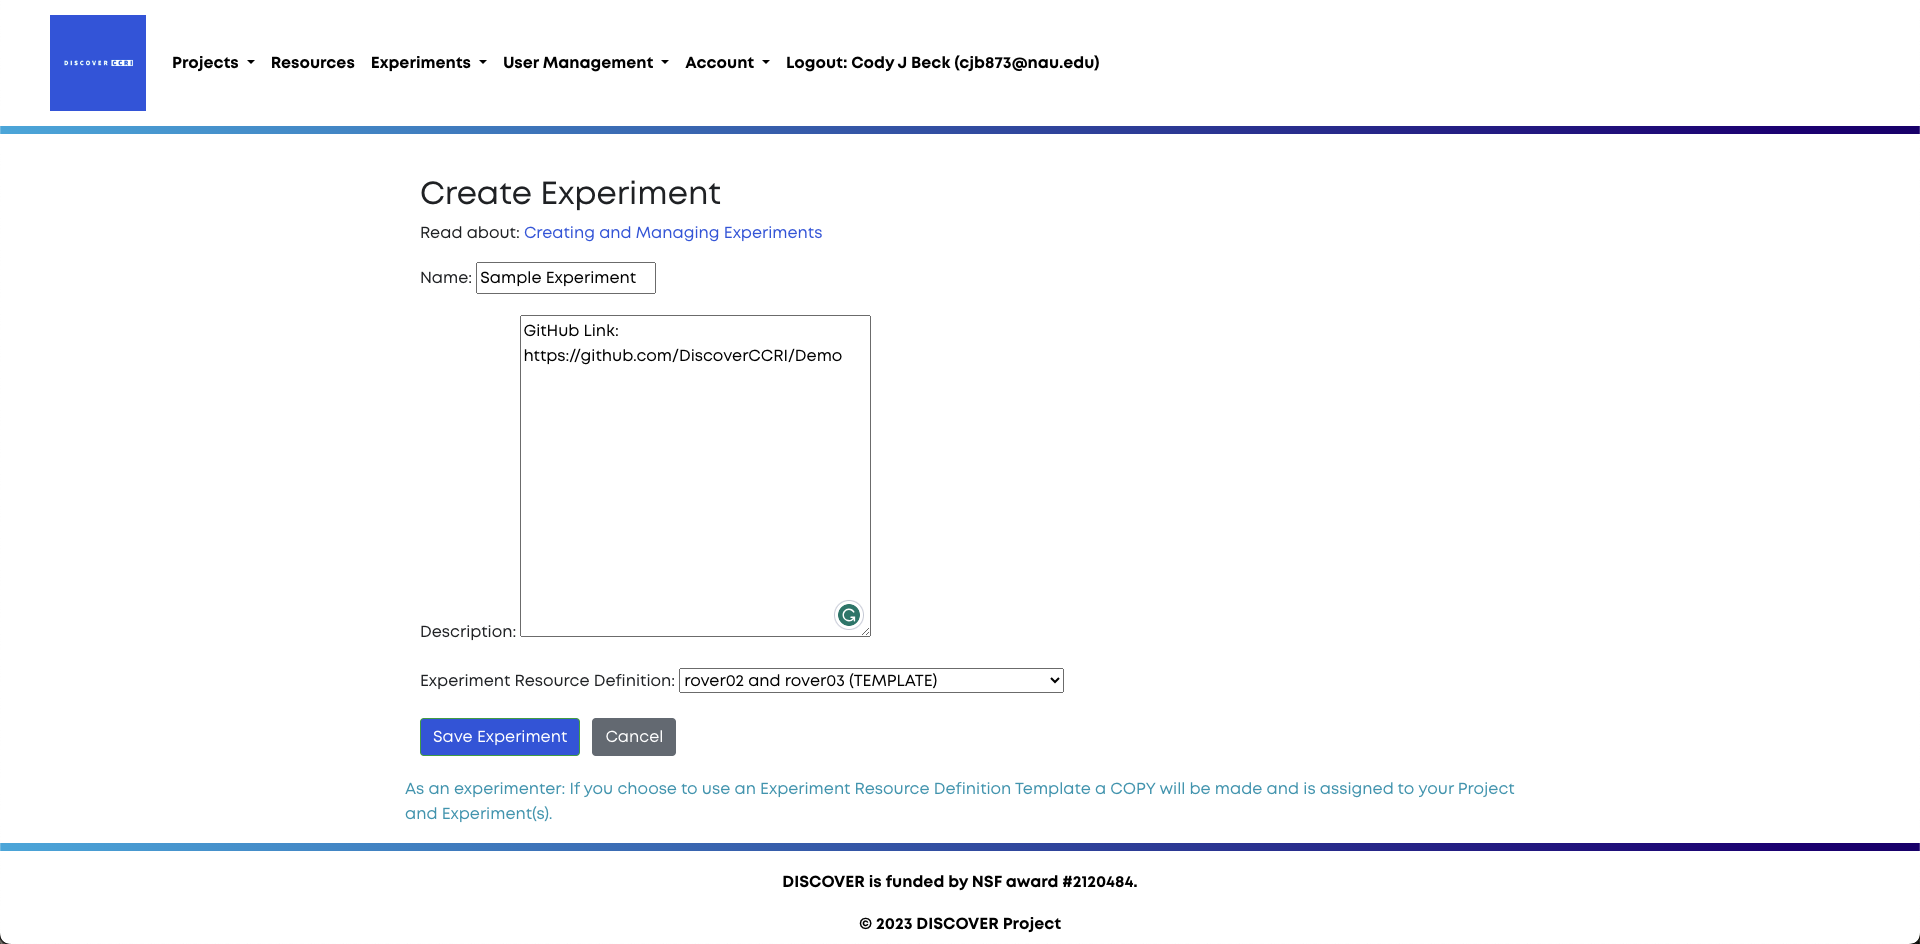 DISCOVER CCRI
Projects Resources Experiments User Management Account Logout: Cody J Beck (cjb873@nau.edu)
Create Experiment
Read about: Creating and Managing Experiments
Name: Sample Experiment
GitHub Link:
https://github.com/DiscoverCCRI/Demo
Description:
Experiment Resource Definition: rover02 and rover03 (TEMPLATE)
Save Experiment Cancel
As an experimenter: If you choose to use an Experiment Resource Definition Template a COPY will be made and is assigned to your Project
and Experiment(s).
DISCOVER is funded by NSF award #2120484.
© 2023 DISCOVER Project